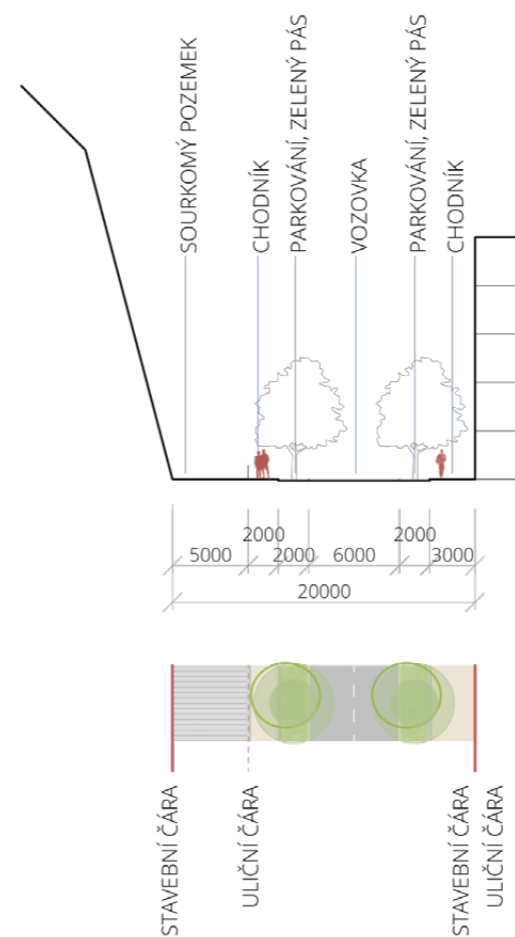 SOURKOMÝ POZEMEK
CHODNÍK
PARKOVÁNÍ, ZELENÝ PÁS
VOZOVKA
PARKOVÁNÍ, ZELENÝ PÁS
CHODNÍK
2000
2000
5000
2000
6000
3000
20000
STAVEBNÍ ČÁRA
ULIČNÍ ČÁRA
STAVEBNÍ ČÁRA
ULIČNÍ ČÁRA